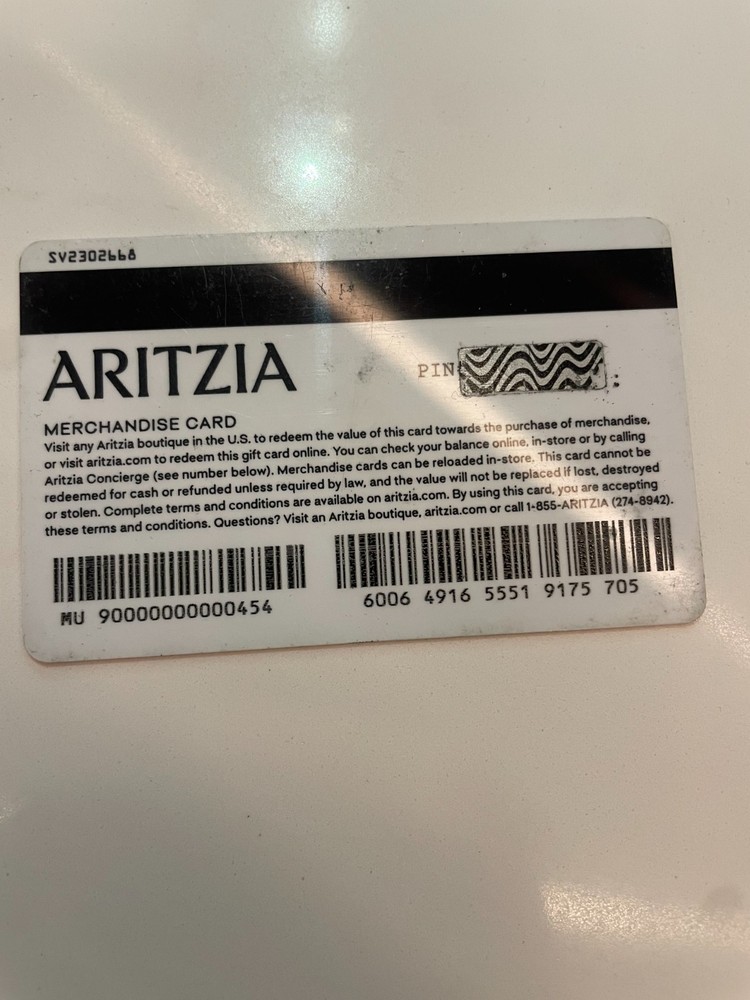 SV2302668
ARITZIA
PIN:
MERCHANDISE CARD
Visit any Aritzia boutique in the U.S. to redeem the value of this card towards the purchase of merchandise,
or visit aritzia.com to redeem this gift card online. You can check your balance online, in-store or by calling
Aritzia Concierge (see number below). Merchandise cards can be reloaded in-store. This card cannot be
redeemed for cash or refunded unless required by law, and the value will not be replaced if lost, destroyed
or stolen. Complete terms and conditions are available on aritzia.com. By using this card, you are accepting
these terms and conditions. Questions? Visit an Aritzia boutique, aritzia.com or call 1-855-ARITZIA (274-8942).
MU 90000000000454
6006 4916 5551 9175 705